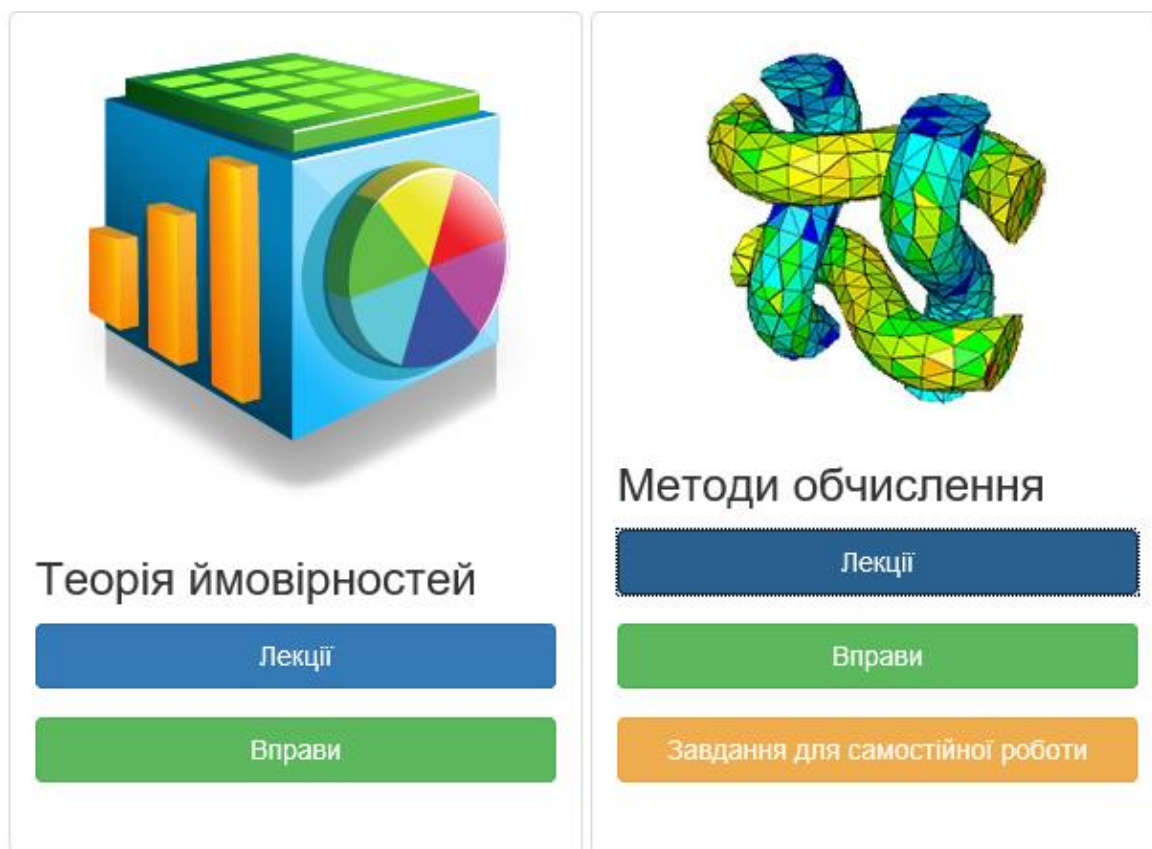 Теорія ймовірностей
Лекції
Вправи
Методи обчислення
Лекції
Вправи
Завдання для самостійної роботи